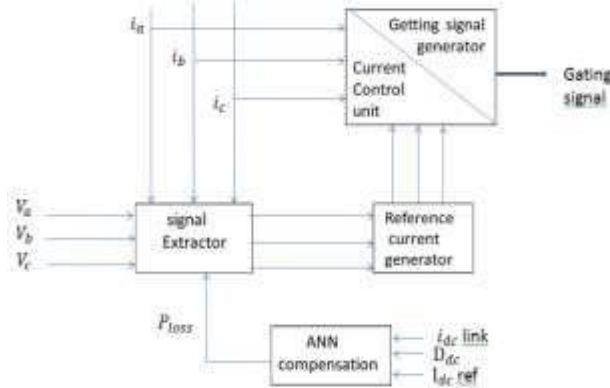 i_a
Getting signal
generator
i_b
Current
Control
unit
Gating
signal
i_c
V_a
V_b
V_c
signal
Extractor
Reference
current
generator
P_loss
ANN
compensation
i_dc link
D_dc
I_dc ref